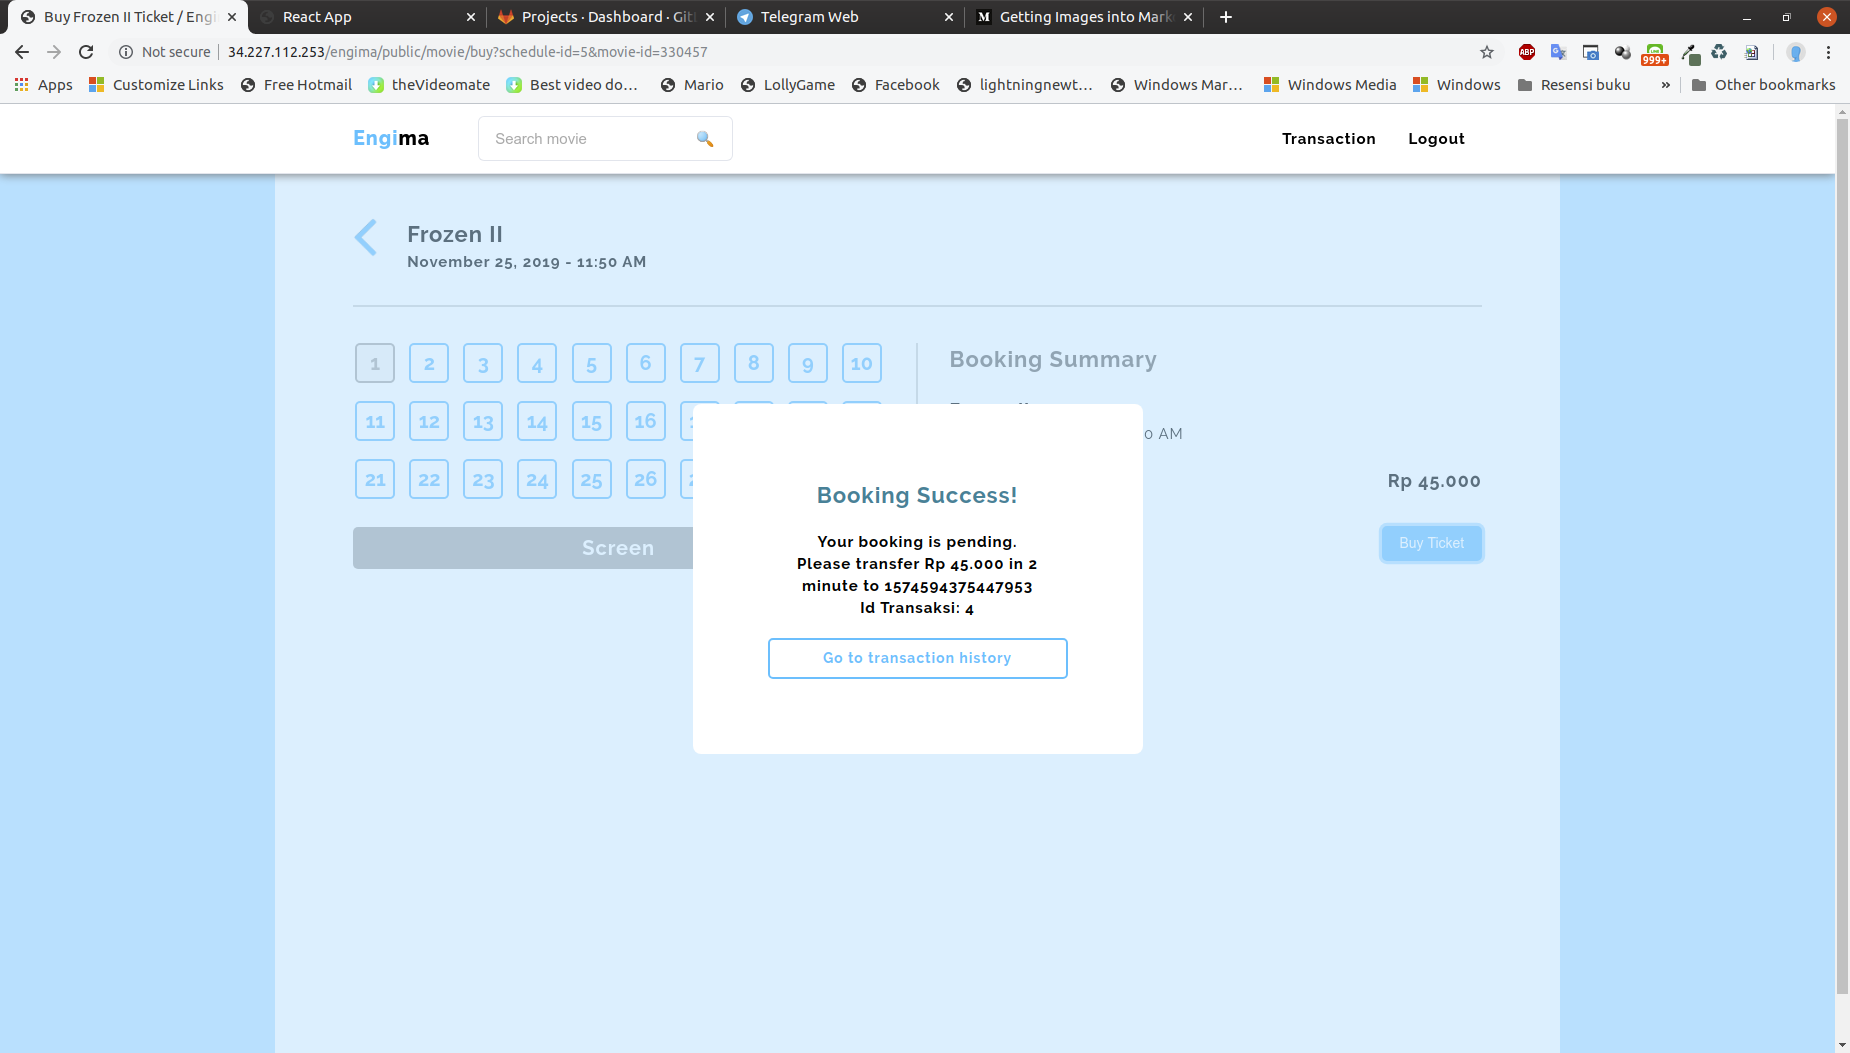 Buy Frozen II Ticket / Engi
React App
Projects · Dashboard · Git
Telegram Web
Getting Images into Mark
Not secure
34.227.112.253/engima/public/movie/buy?schedule-id=5&movie-id=330457
ABP
999+
Apps
Customize Links
Free Hotmail
theVideomate
Best video do...
Mario
LollyGame
Facebook
lightningnewt...
Windows Mar...
Windows Media
Windows
Resensi buku
»
Other bookmarks
Engima
Search movie
Transaction
Logout
Frozen II
November 25, 2019 - 11:50 AM
1 2 3 4 5 6 7 8 9 10
11 12 13 14 15 16
21 22 23 24 25 26
Screen
Booking Summary
0 AM
Rp 45.000
Buy Ticket
Booking Success!
Your booking is pending.
Please transfer Rp 45.000 in 2
minute to 1574594375447953
Id Transaksi: 4
Go to transaction history